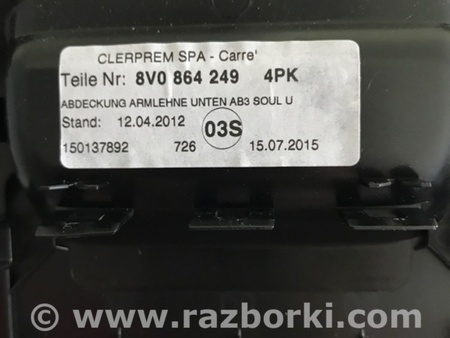 CLERPREM SPA - Carre'
Teile Nr: 8V0 864 249 4PK
ABDECKUNG ARMLEHNE UNTEN AB3 SOUL U
Stand: 12.04.2012 03S
150137892 726 15.07.2015
© www.razborki.com